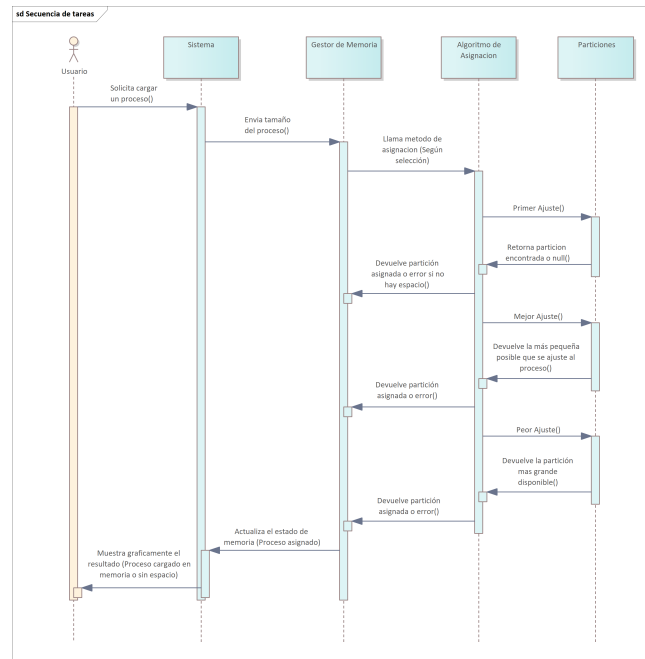 sd Secuencia de tareas
Usuario
Sistema
Gestor de Memoria
Algoritmo de
Asignacion
Particiones
Solicita cargar
un proceso()
Envia tamaño
del proceso()
Llama metodo de
asignacion (Según
selección)
Primer Ajuste()
Retorna particion
encontrada o null()
Devuelve partición
asignada o error si no
hay espacio()
Mejor Ajuste()
Devuelve la más pequeña
posible que se ajuste al
proceso()
Devuelve partición
asignada o error()
Peor Ajuste()
Devuelve la partición
mas grande
disponible()
Devuelve partición
asignada o error()
Actualiza el estado de
memoria (Proceso asignado)
Muestra graficamente el
resultado (Proceso cargado en
memoria o sin espacio)